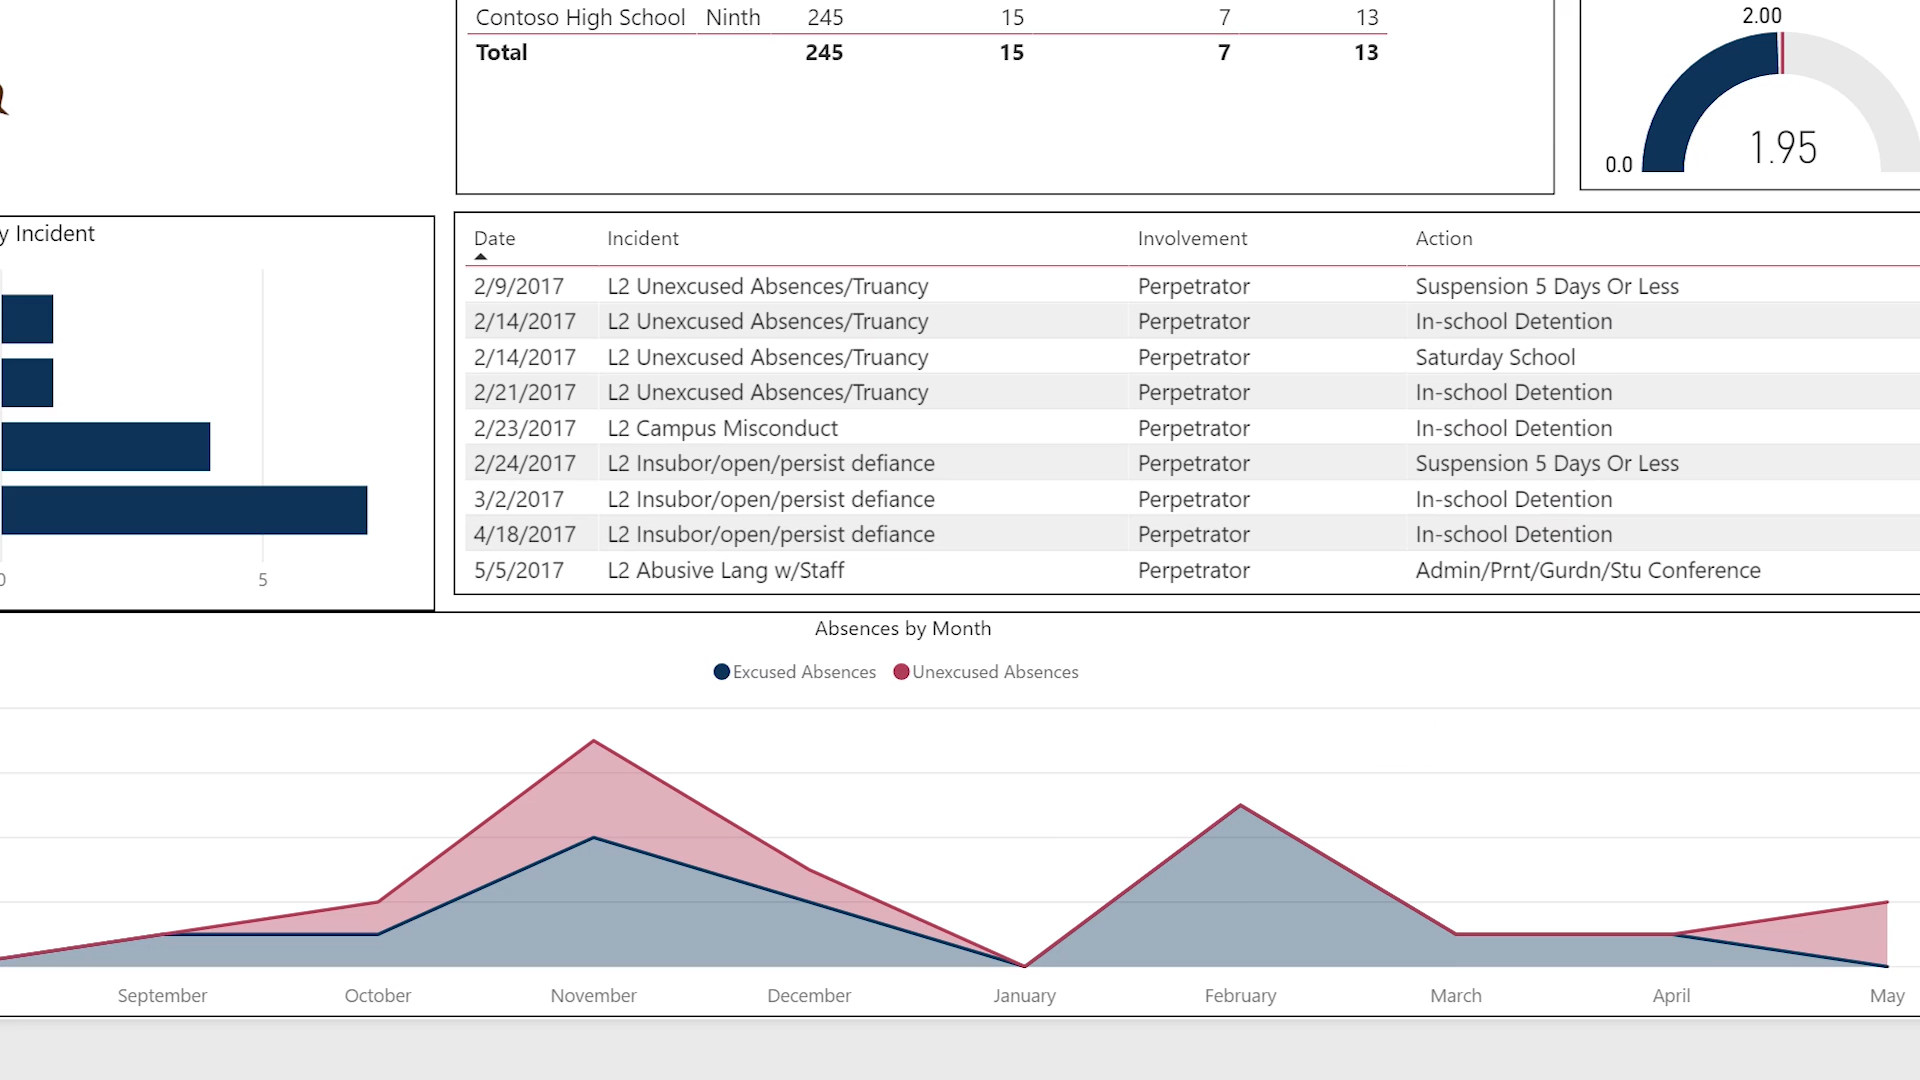 Contoso High School Ninth 245 15 7 13
Total 245 15 7 13
2.00
0.0
1.95
y Incident
0 5
Date Incident Involvement Action
2/9/2017 L2 Unexcused Absences/Truancy Perpetrator Suspension 5 Days Or Less
2/14/2017 L2 Unexcused Absences/Truancy Perpetrator In-school Detention
2/14/2017 L2 Unexcused Absences/Truancy Perpetrator Saturday School
2/21/2017 L2 Unexcused Absences/Truancy Perpetrator In-school Detention
2/23/2017 L2 Campus Misconduct Perpetrator In-school Detention
2/24/2017 L2 Insubor/open/persist defiance Perpetrator Suspension 5 Days Or Less
3/2/2017 L2 Insubor/open/persist defiance Perpetrator In-school Detention
4/18/2017 L2 Insubor/open/persist defiance Perpetrator In-school Detention
5/5/2017 L2 Abusive Lang w/Staff Perpetrator Admin/Prnt/Gurdn/Stu Conference
Absences by Month
Excused Absences Unexcused Absences
September October November December January February March April May